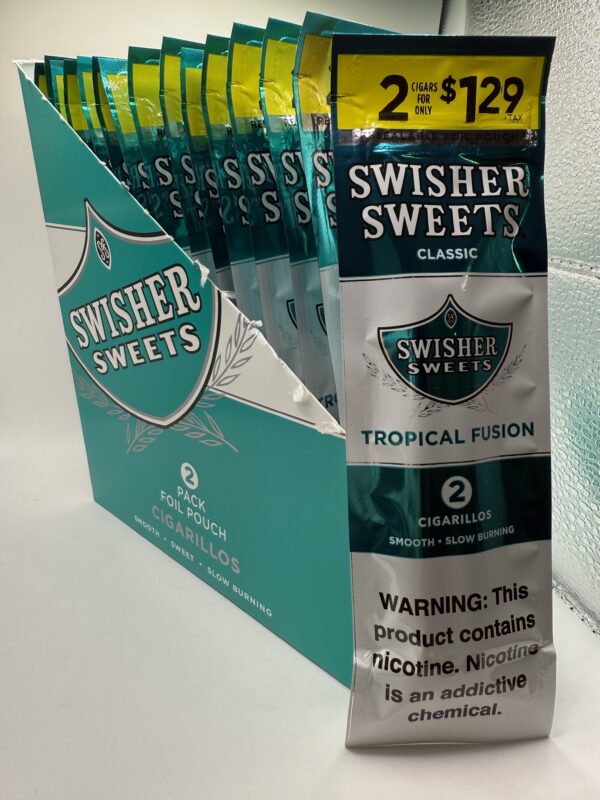 2 CIGARS FOR ONLY $1.29
+TAX
SWISHER
SWEETS
CLASSIC
SWISHER
SWEETS
TROPICAL FUSION
2
CIGARILLOS
SMOOTH • SLOW BURNING
WARNING: This
product contains
nicotine. Nicotine
is an addictive
chemical.
SWISHER
SWEETS
2
PACK
FOIL POUCH
CIGARILLOS
SMOOTH • SWEET • SLOW BURNING